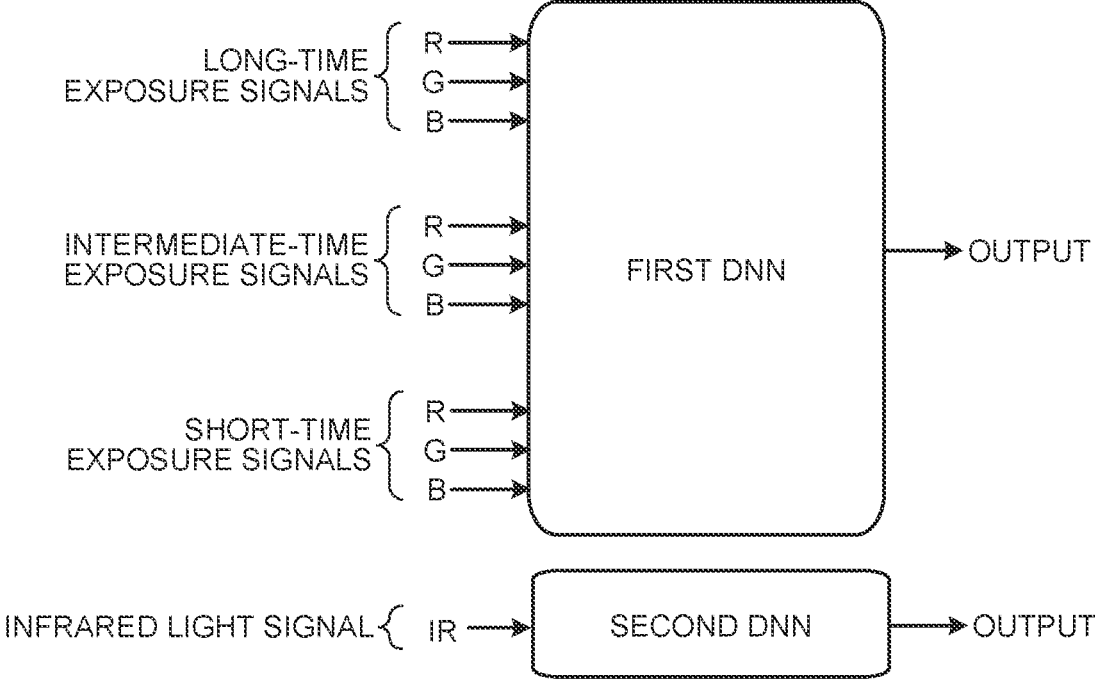 LONG-TIME
EXPOSURE SIGNALS
R
G
B
INTERMEDIATE-TIME
EXPOSURE SIGNALS
R
G
B
SHORT-TIME
EXPOSURE SIGNALS
R
G
B
FIRST DNN
OUTPUT
INFRARED LIGHT SIGNAL
IR
SECOND DNN
OUTPUT